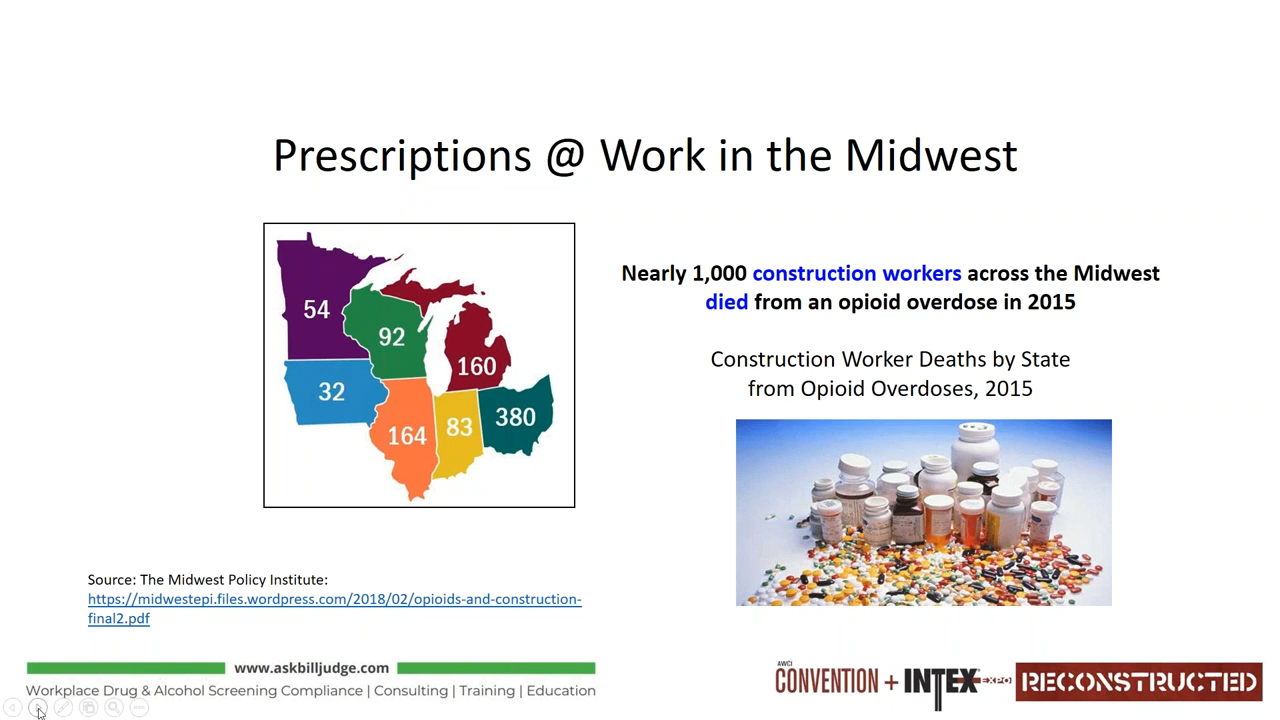 Prescriptions @ Work in the Midwest
54
92
160
32
164
83
380
Nearly 1,000 construction workers across the Midwest
died from an opioid overdose in 2015
Construction Worker Deaths by State
from Opioid Overdoses, 2015
Source: The Midwest Policy Institute:
https://midwestepi.files.wordpress.com/2018/02/opioids-and-construction-
final2.pdf
www.askbilljudge.com
Workplace Drug & Alcohol Screening Compliance | Consulting | Training | Education
AWCI
CONVENTION + INTEX EXPO RECONSTRUCTED